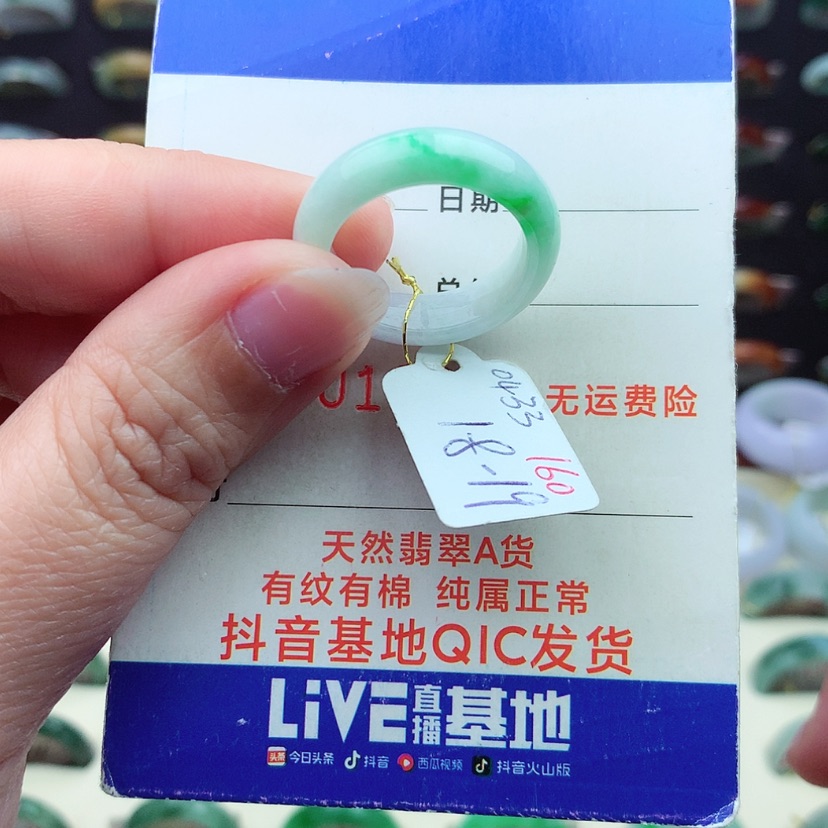 日期
01
无运费险
0433
160
18-19
天然翡翠A货
有纹有棉 纯属正常
抖音基地QIC发货
LiVE直播基地
头条 今日头条 抖音 西瓜视频 抖音火山版